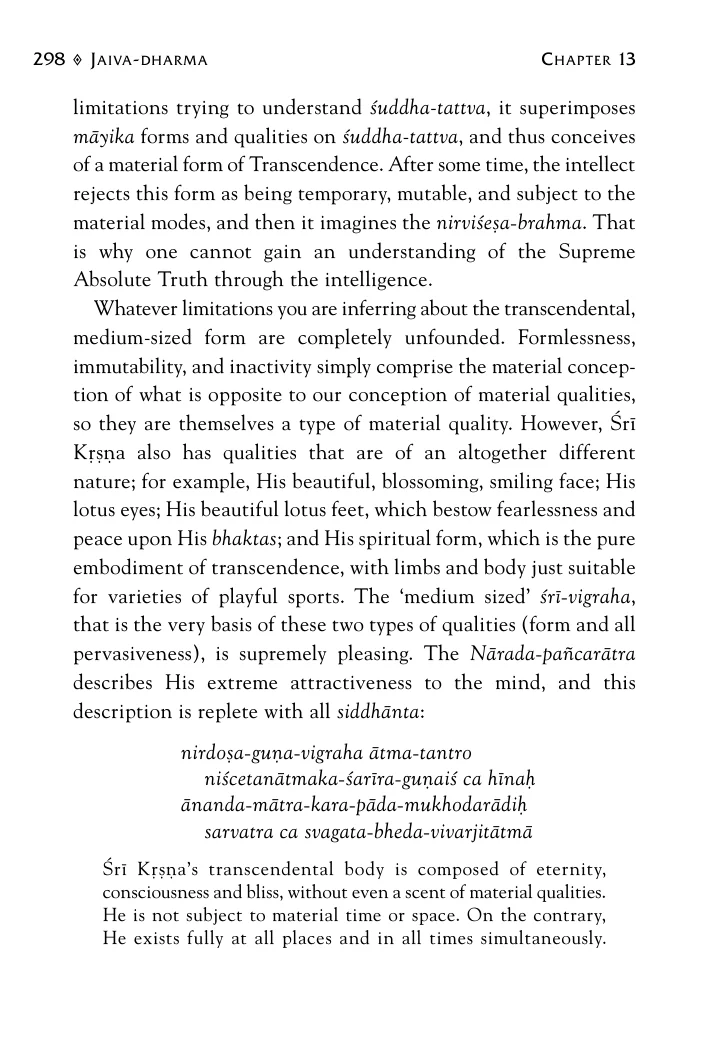 298 ⟡ Jaiva-dharma Chapter 13
limitations trying to understand śuddha-tattva, it superimposes
māyika forms and qualities on śuddha-tattva, and thus conceives
of a material form of Transcendence. After some time, the intellect
rejects this form as being temporary, mutable, and subject to the
material modes, and then it imagines the nirviśeṣa-brahma. That
is why one cannot gain an understanding of the Supreme
Absolute Truth through the intelligence.
Whatever limitations you are inferring about the transcendental,
medium-sized form are completely unfounded. Formlessness,
immutability, and inactivity simply comprise the material concep-
tion of what is opposite to our conception of material qualities,
so they are themselves a type of material quality. However, Śrī
Kṛṣṇa also has qualities that are of an altogether different
nature; for example, His beautiful, blossoming, smiling face; His
lotus eyes; His beautiful lotus feet, which bestow fearlessness and
peace upon His bhaktas; and His spiritual form, which is the pure
embodiment of transcendence, with limbs and body just suitable
for varieties of playful sports. The ‘medium sized’ śrī-vigraha,
that is the very basis of these two types of qualities (form and all
pervasiveness), is supremely pleasing. The Nārada-pañcarātra
describes His extreme attractiveness to the mind, and this
description is replete with all siddhānta:
nirdoṣa-guṇa-vigraha ātma-tantro
niścetanātmaka-śarīra-guṇaiś ca hīnaḥ
ānanda-mātra-kara-pāda-mukhodarādiḥ
sarvatra ca svagata-bheda-vivarjitātmā
Śrī Kṛṣṇa’s transcendental body is composed of eternity,
consciousness and bliss, without even a scent of material qualities.
He is not subject to material time or space. On the contrary,
He exists fully at all places and in all times simultaneously.